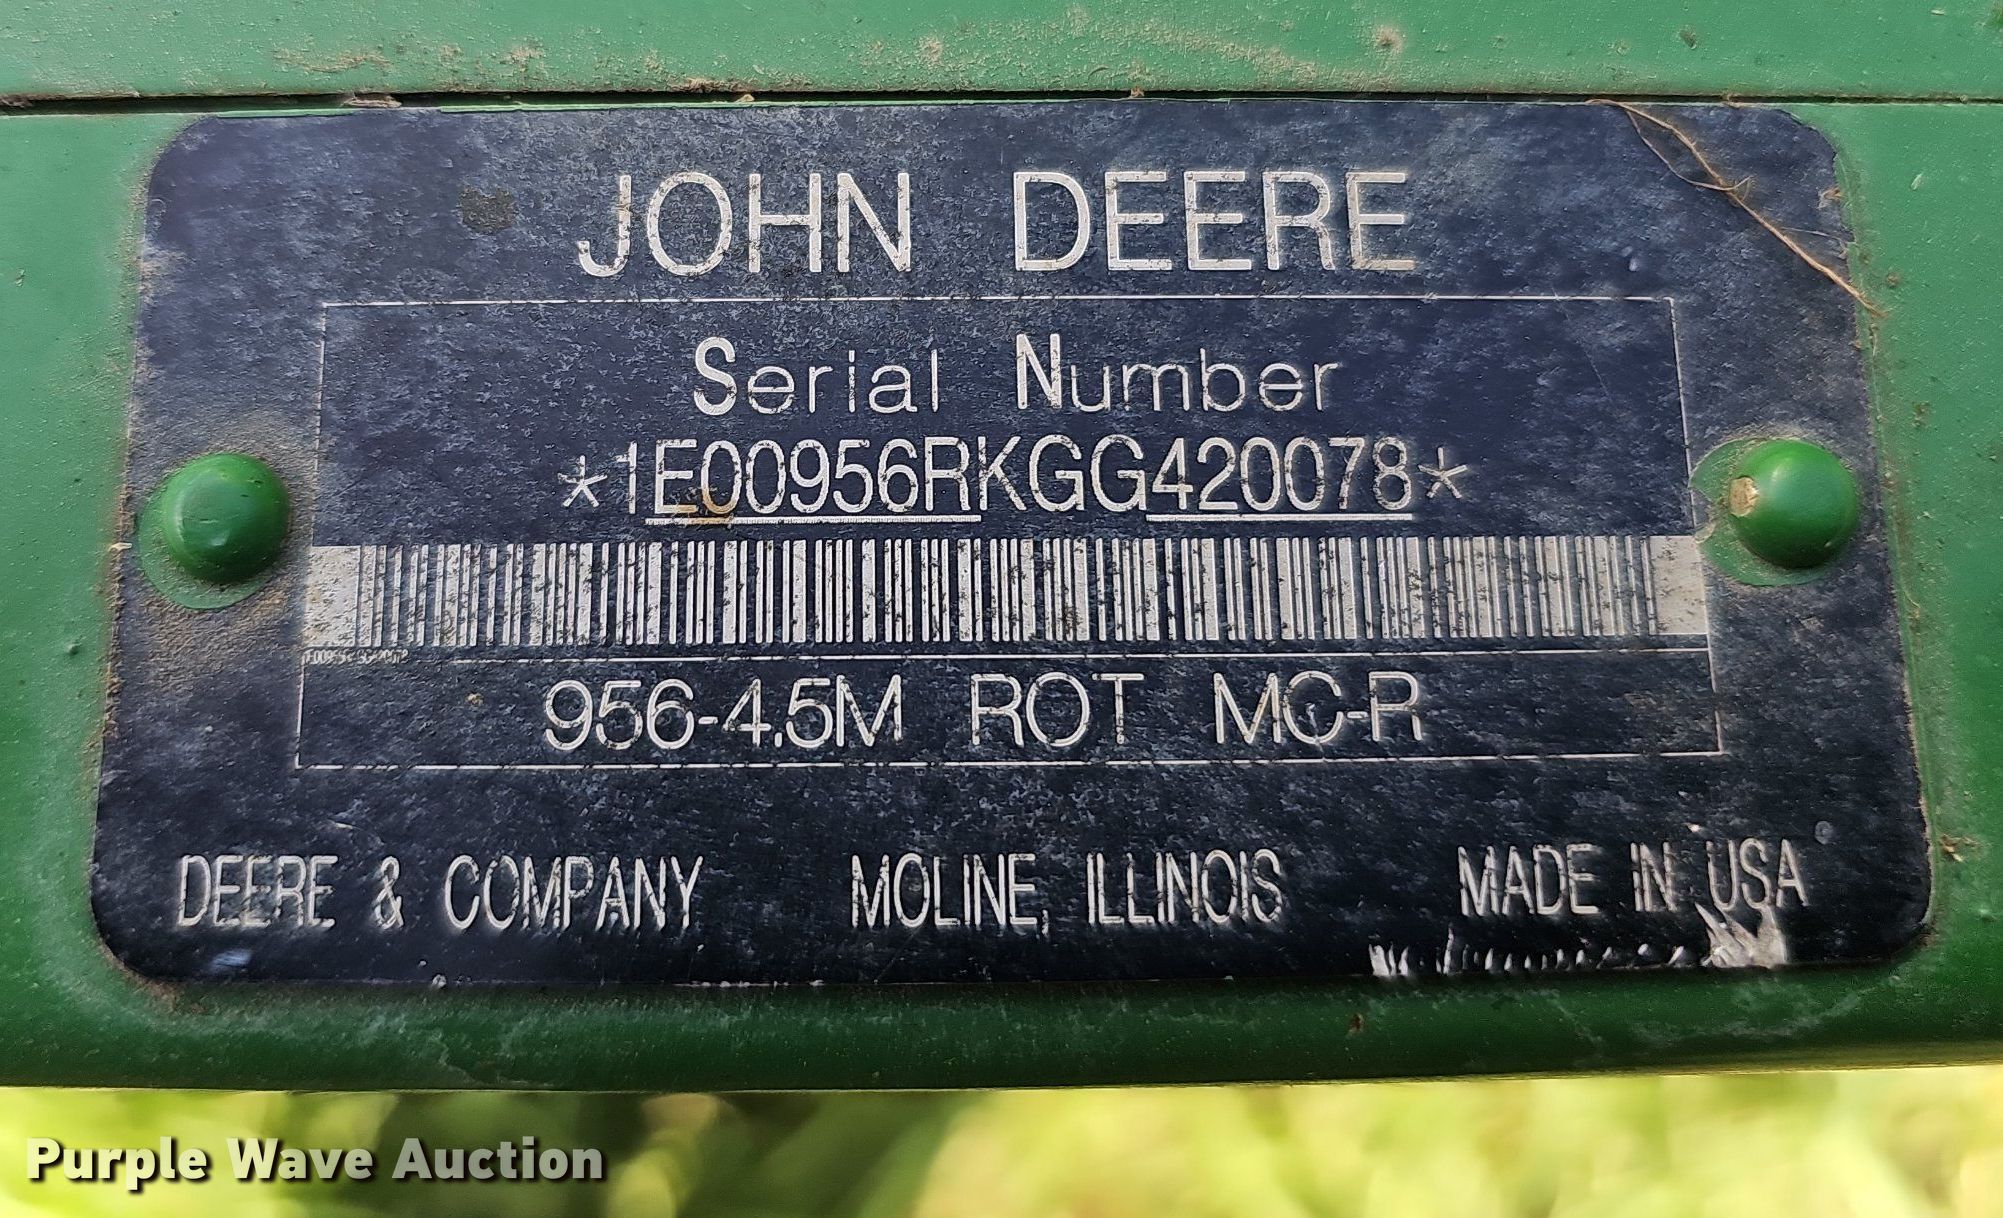 JOHN DEERE
Serial Number
*1E00956RKGG420078*
956-4.5M ROT MC-R
DEERE & COMPANY MOLINE, ILLINOIS MADE IN USA
Purple Wave Auction